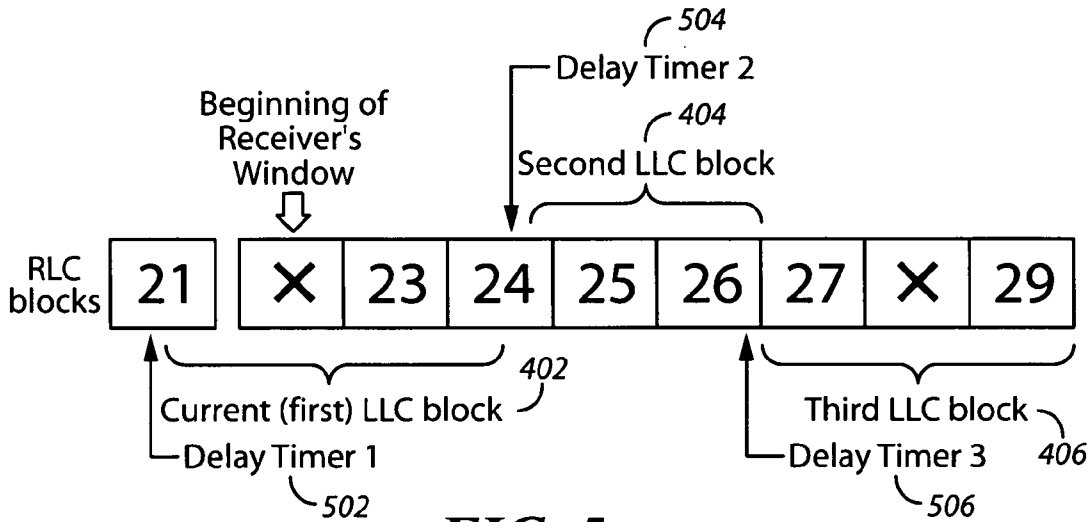 504
Delay Timer 2
Beginning of
Receiver's
Window
404
Second LLC block
RLC
blocks
21 X 23 24 25 26 27 X 29
402
Current (first) LLC block
Third LLC block
406
Delay Timer 1
Delay Timer 3
502
506